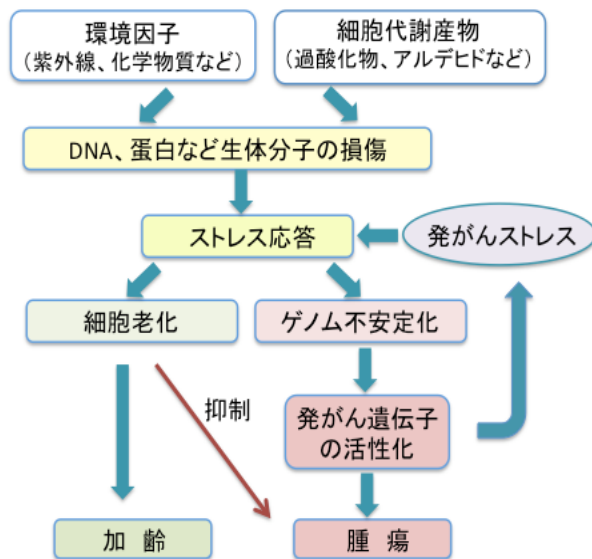 環境因子
（紫外線、化学物質など）
細胞代謝産物
（過酸化物、アルデヒドなど）
DNA、蛋白など生体分子の損傷
ストレス応答
発がんストレス
細胞老化
ゲノム不安定化
抑制
発がん遺伝子
の活性化
加 齢
腫 瘍